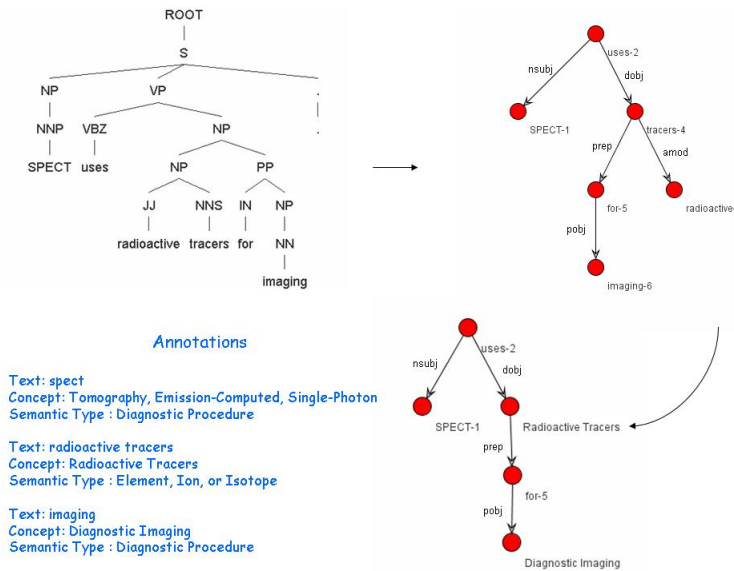 ROOT
S
NP VP .
NNP VBZ NP
SPECT uses NP PP
JJ NNS IN NP
radioactive tracers for NN
imaging
uses-2
nsubj dobj
SPECT-1 tracers-4
prep amod
for-5 radioactive-
pobj
imaging-6
Annotations
Text: spect
Concept: Tomography, Emission-Computed, Single-Photon
Semantic Type : Diagnostic Procedure
Text: radioactive tracers
Concept: Radioactive Tracers
Semantic Type : Element, Ion, or Isotope
Text: imaging
Concept: Diagnostic Imaging
Semantic Type : Diagnostic Procedure
uses-2
nsubj dobj
SPECT-1 Radioactive Tracers
prep
for-5
pobj
Diagnostic Imaging